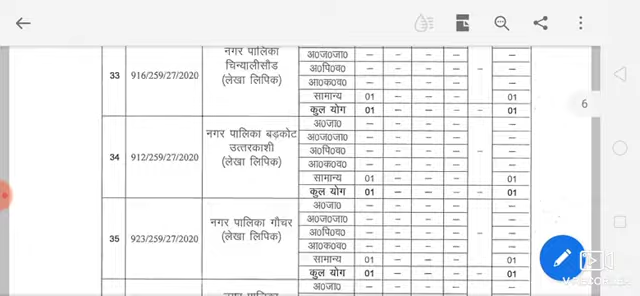 नगर पालिका
33 916/259/27/2020 चिन्यालीसौड
(लेखा लिपिक)
अ0ज0जा0 – – – – –
अ0पि0व0 – – – – – –
आ0क0व0 – – – – –
सामान्य 01 – – – 01
कुल योग 01 – – – – 01
34 912/259/27/2020 नगर पालिका बड़कोट
उत्तरकाशी
(लेखा लिपिक)
अ0जा0 – – – – –
अ0ज0जा0 – – – – –
अ0पि0व0 – – – – – –
आ0क0व0 – – – – –
सामान्य 01 – – – 01
कुल योग 01 – – – – 01
35 923/259/27/2020 नगर पालिका गौचर
(लेखा लिपिक)
अ0जा0 – – – – –
अ0ज0जा0 – – – – –
अ0पि0व0 – – – – – –
आ0क0व0 – – – – –
सामान्य 01 – – – 01
कुल योग 01 – – – – 01
नगर पालिका
अ0जा0 – – – – –
6